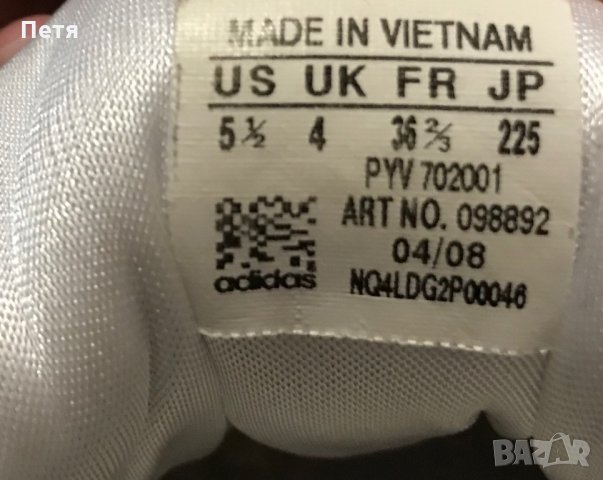 Петя
MADE IN VIETNAM
US UK FR JP
5 ½ 4 36 ⅔ 225
PYV 702001
ART NO. 098892
04/08
adidas NQ4LDG2P00046
BAZAR